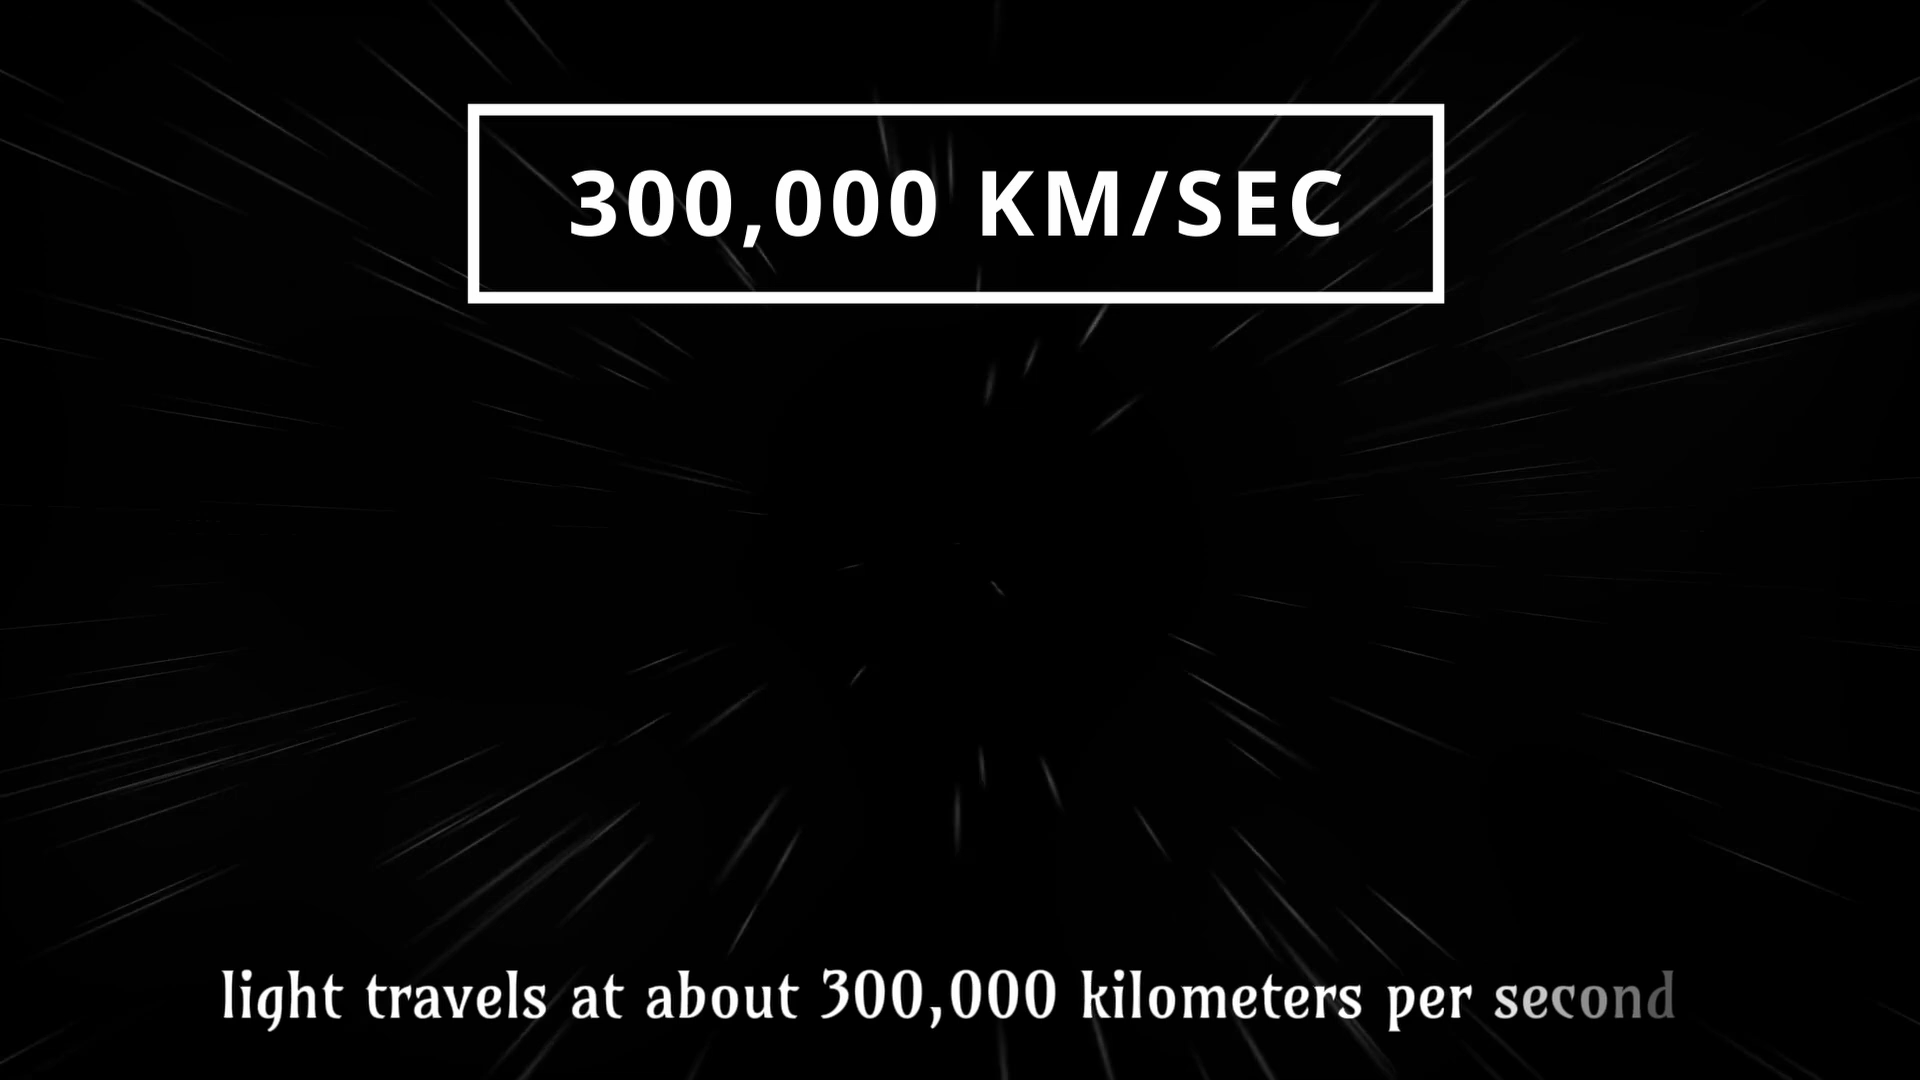 300,000 KM/SEC
light travels at about 300,000 kilometers per second